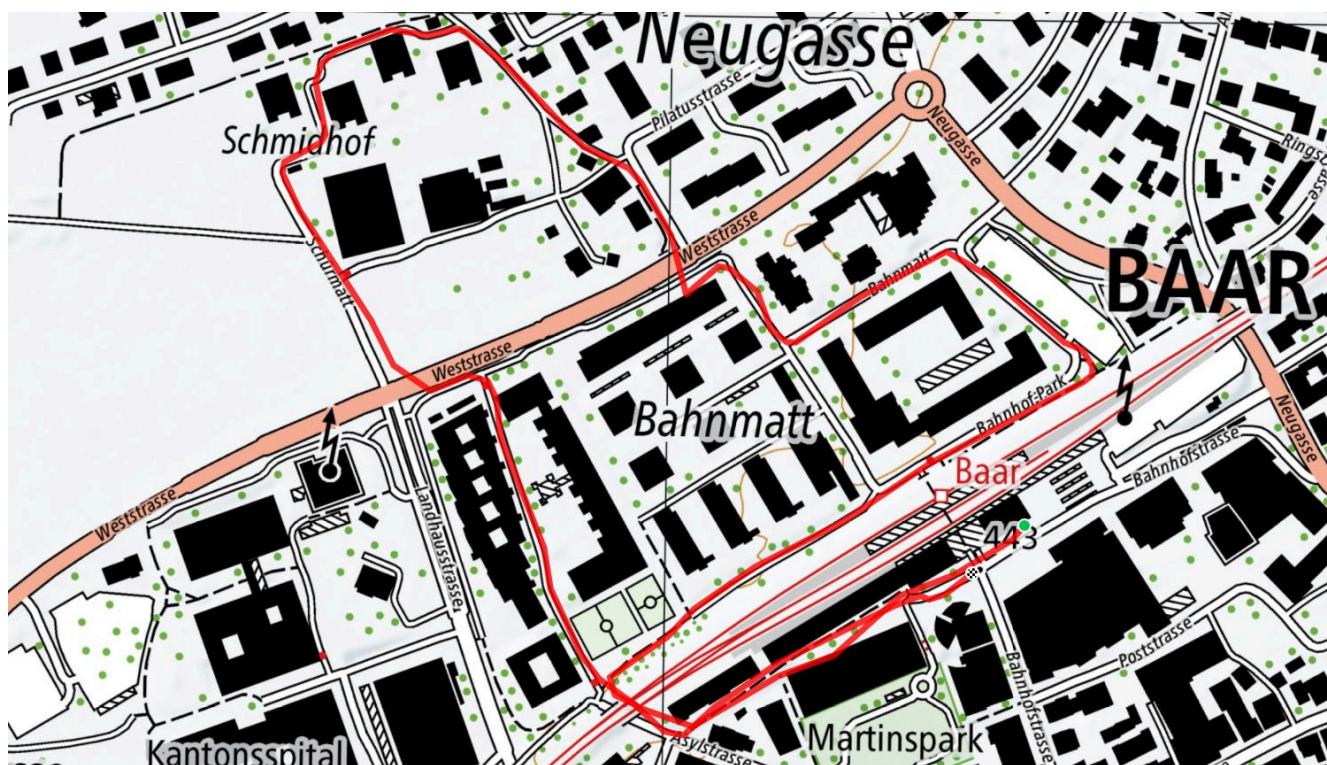 Neugasse
Pilatusstrasse
Neugasse
Schmidhof
Weststrasse
Schürmatt
Bahnmatt
BAAR
Weststrasse
Bahnhof-Park
Bahnmatt
Neugasse
Baar
Bahnhofstrasse
Weststrasse
Landhausstrasse
443
Poststrasse
Bahnhofstrasse
Asylstrasse
Martinspark
Kantonsspital